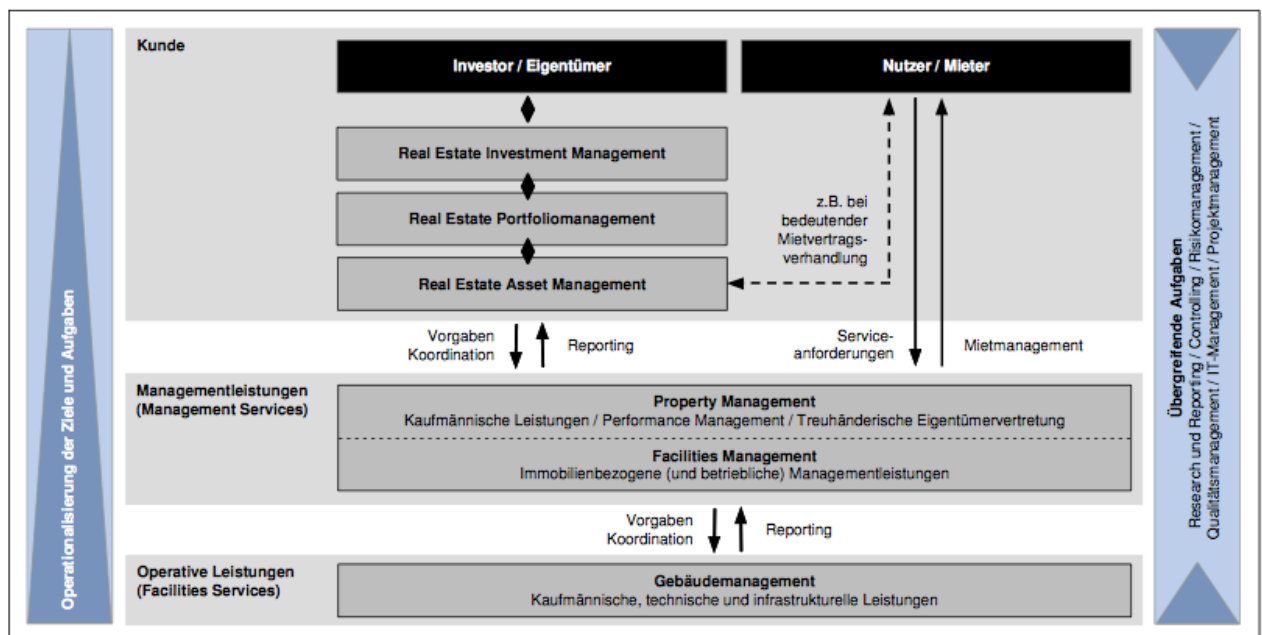 Operationalisierung der Ziele und Aufgaben
Kunde
Investor / Eigentümer
Nutzer / Mieter
Real Estate Investment Management
Real Estate Portfoliomanagement
Real Estate Asset Management
z.B. bei
bedeutender
Mietvertrags-
verhandlung
Vorgaben
Koordination
Reporting
Service-
anforderungen
Mietmanagement
Managementleistungen
(Management Services)
Property Management
Kaufmännische Leistungen / Performance Management / Treuhänderische Eigentümervertretung
Facilities Management
Immobilienbezogene (und betriebliche) Managementleistungen
Vorgaben
Koordination
Reporting
Operative Leistungen
(Facilities Services)
Gebäudemanagement
Kaufmännische, technische und infrastrukturelle Leistungen
Übergreifende Aufgaben
Research und Reporting / Controlling / Risikomanagement /
Qualitätsmanagement / IT-Management / Projektmanagement